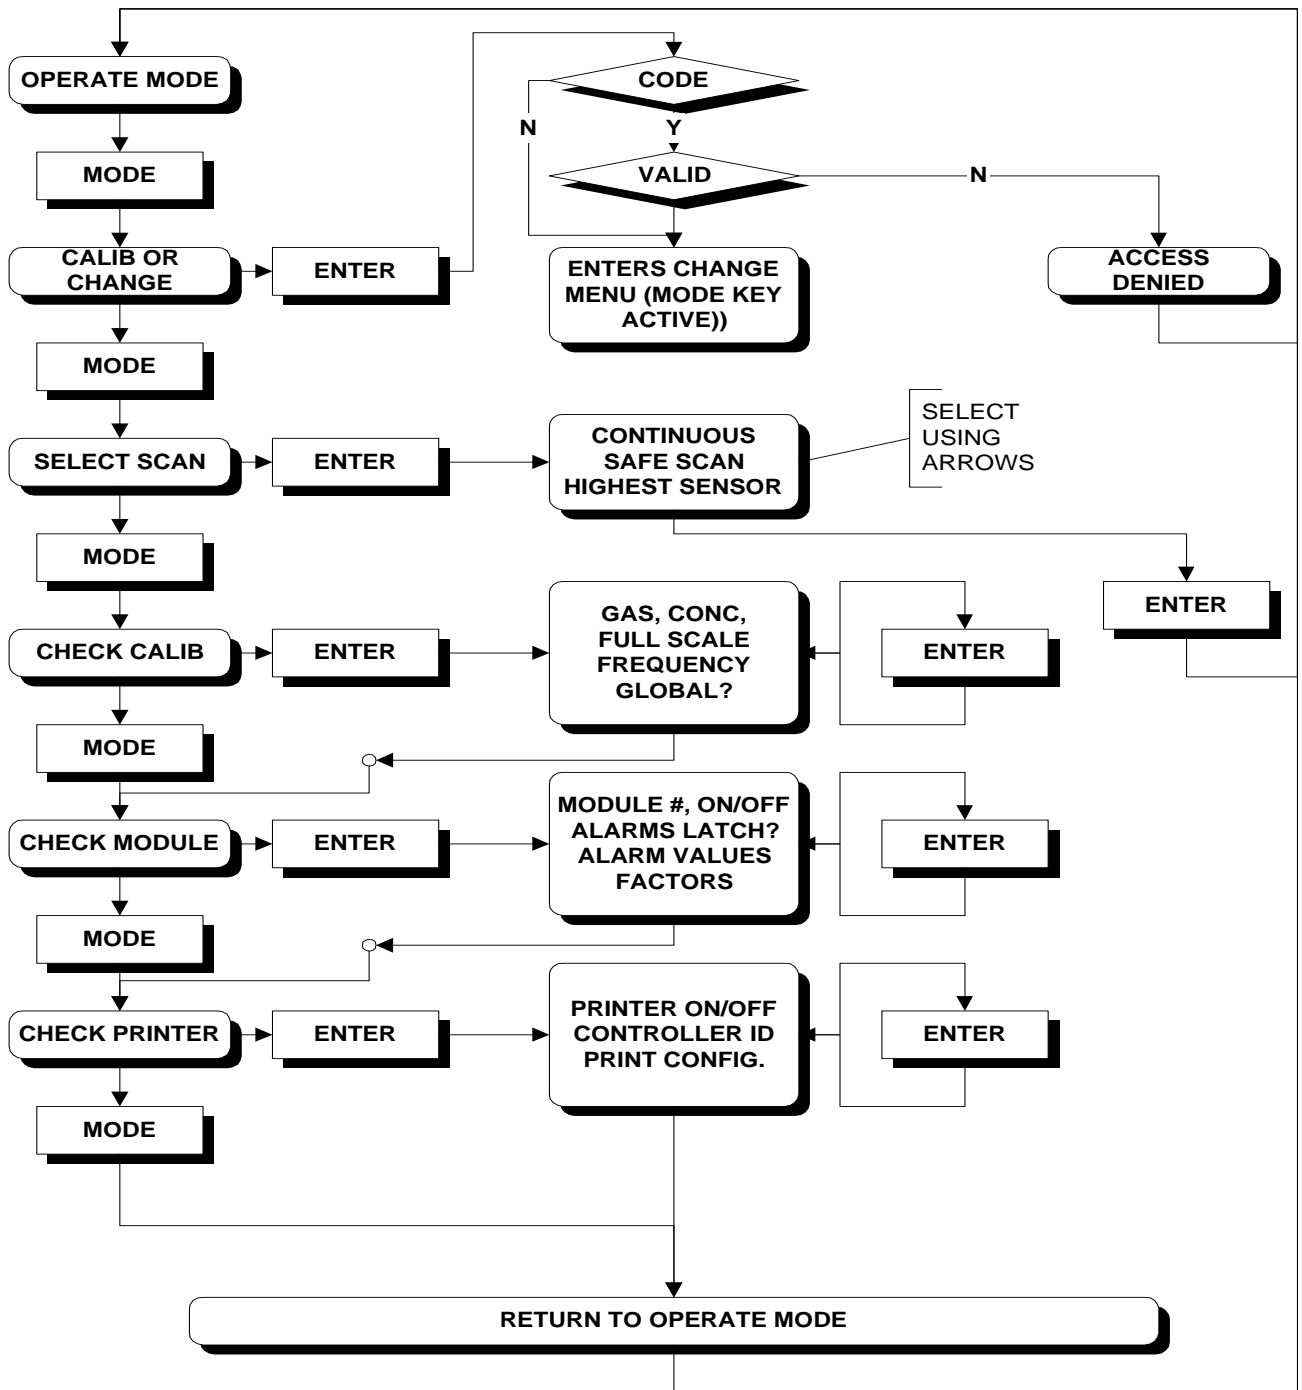 OPERATE MODE
CODE
N
Y
MODE
VALID
N
CALIB OR
CHANGE
ENTER
ENTERS CHANGE
MENU (MODE KEY
ACTIVE))
ACCESS
DENIED
MODE
SELECT SCAN
ENTER
CONTINUOUS
SAFE SCAN
HIGHEST SENSOR
SELECT
USING
ARROWS
MODE
ENTER
CHECK CALIB
ENTER
GAS, CONC,
FULL SCALE
FREQUENCY
GLOBAL?
ENTER
MODE
CHECK MODULE
ENTER
MODULE #, ON/OFF
ALARMS LATCH?
ALARM VALUES
FACTORS
ENTER
MODE
CHECK PRINTER
ENTER
PRINTER ON/OFF
CONTROLLER ID
PRINT CONFIG.
ENTER
MODE
RETURN TO OPERATE MODE